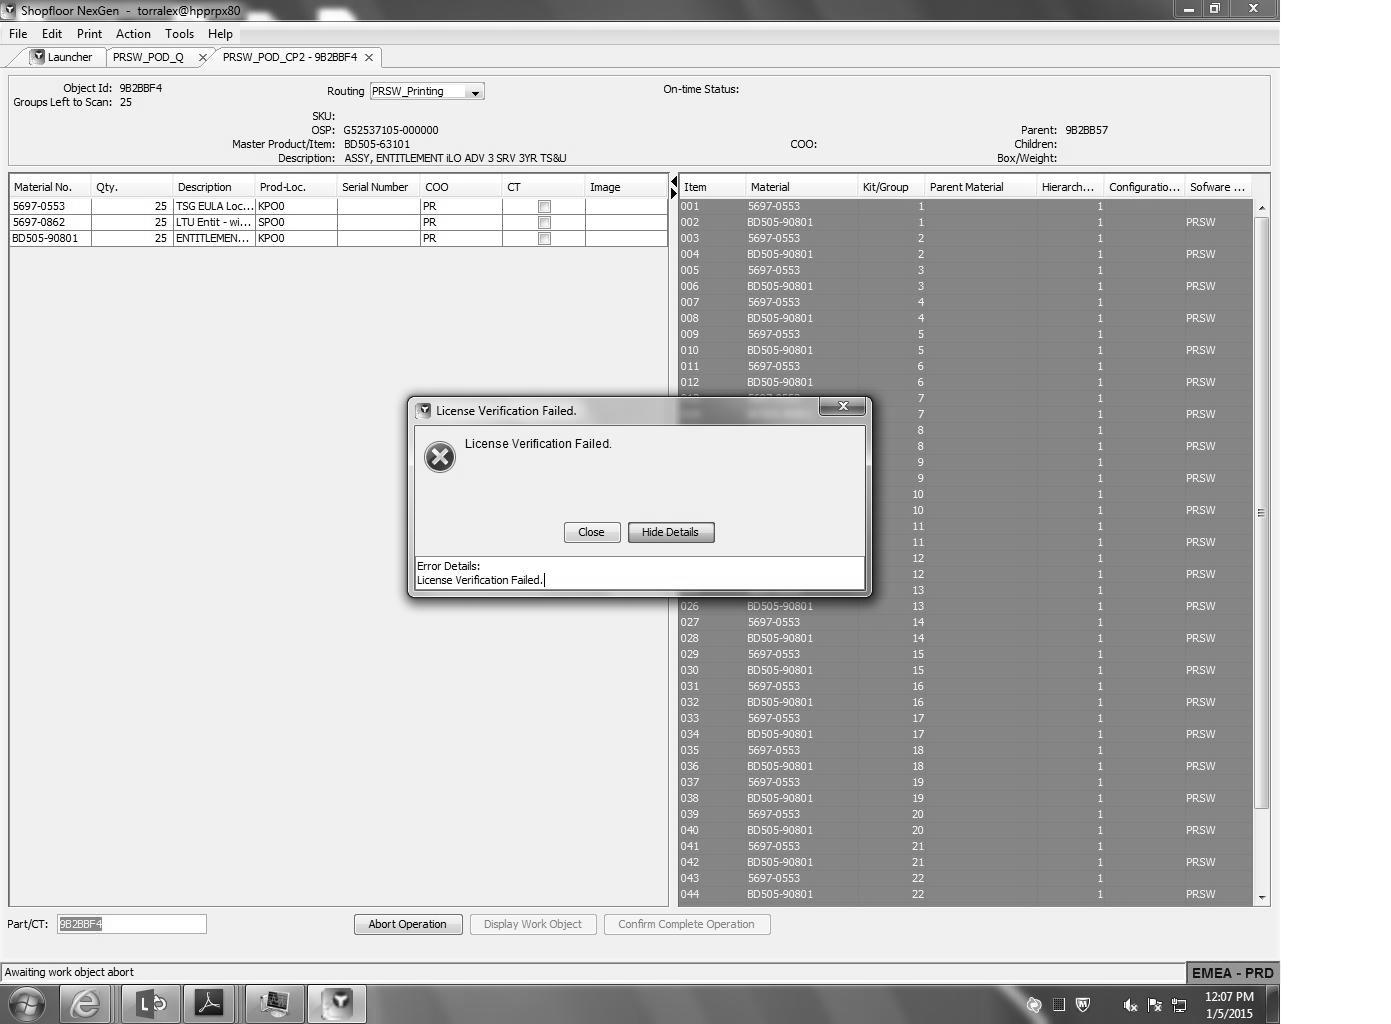 Shopfloor NexGen - torralex@hpprpx80
File Edit Print Action Tools Help
Launcher PRSW_POD_Q PRSW_POD_CP2 - 9B2BBF4
Object Id: 9B2BBF4 Routing PRSW_Printing On-time Status:
Groups Left to Scan: 25
SKU:
OSP: G52537105-000000 Parent: 9B2BB57
Master Product/Item: BD505-63101 COO: Children:
Description: ASSY, ENTITLEMENT iLO ADV 3 SRV 3YR TS&U Box/Weight:
Material No. Qty. Description Prod-Loc. Serial Number COO CT Image
5697-0553 25 TSG EULA Loc... KPO0 PR
5697-0862 25 LTU Entit - wi... SPO0 PR
BD505-90801 25 ENTITLEMEN... KPO0 PR
Item Material Kit/Group Parent Material Hierarch... Configuratio... Sofware ...
001 5697-0553 1 1
002 BD505-90801 1 1 PRSW
003 5697-0553 2 1
004 BD505-90801 2 1 PRSW
005 5697-0553 3 1
006 BD505-90801 3 1 PRSW
007 5697-0553 4 1
008 BD505-90801 4 1 PRSW
009 5697-0553 5 1
010 BD505-90801 5 1 PRSW
011 5697-0553 6 1
012 BD505-90801 6 1 PRSW
7 1
7 1 PRSW
8 1
8 1 PRSW
9 1
9 1 PRSW
10 1
10 1 PRSW
11 1
11 1 PRSW
12 1
12 1 PRSW
13 1
026 BD505-90801 13 1 PRSW
027 5697-0553 14 1
028 BD505-90801 14 1 PRSW
029 5697-0553 15 1
030 BD505-90801 15 1 PRSW
031 5697-0553 16 1
032 BD505-90801 16 1 PRSW
033 5697-0553 17 1
034 BD505-90801 17 1 PRSW
035 5697-0553 18 1
036 BD505-90801 18 1 PRSW
037 5697-0553 19 1
038 BD505-90801 19 1 PRSW
039 5697-0553 20 1
040 BD505-90801 20 1 PRSW
041 5697-0553 21 1
042 BD505-90801 21 1 PRSW
043 5697-0553 22 1
044 BD505-90801 22 1 PRSW
License Verification Failed.
License Verification Failed.
Close Hide Details
Error Details:
License Verification Failed.
Part/CT: 9B2BBF4 Abort Operation Display Work Object Confirm Complete Operation
Awaiting work object abort EMEA - PRD
12:07 PM
1/5/2015